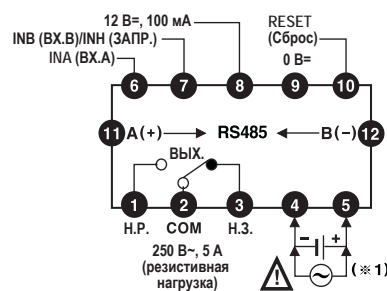 12 В=, 100 мА
RESET
INB (ВХ.В)/INH (ЗАПР.)
(Сброс)
INA (ВХ.А)
0 В=
6 7 8 9 10
11 A(+) RS485 B(−) 12
ВЫХ.
1 2 3 4 5
Н.Р. COM Н.З. − +
250 В~, 5 А
(резистивная
нагрузка)
(※1)